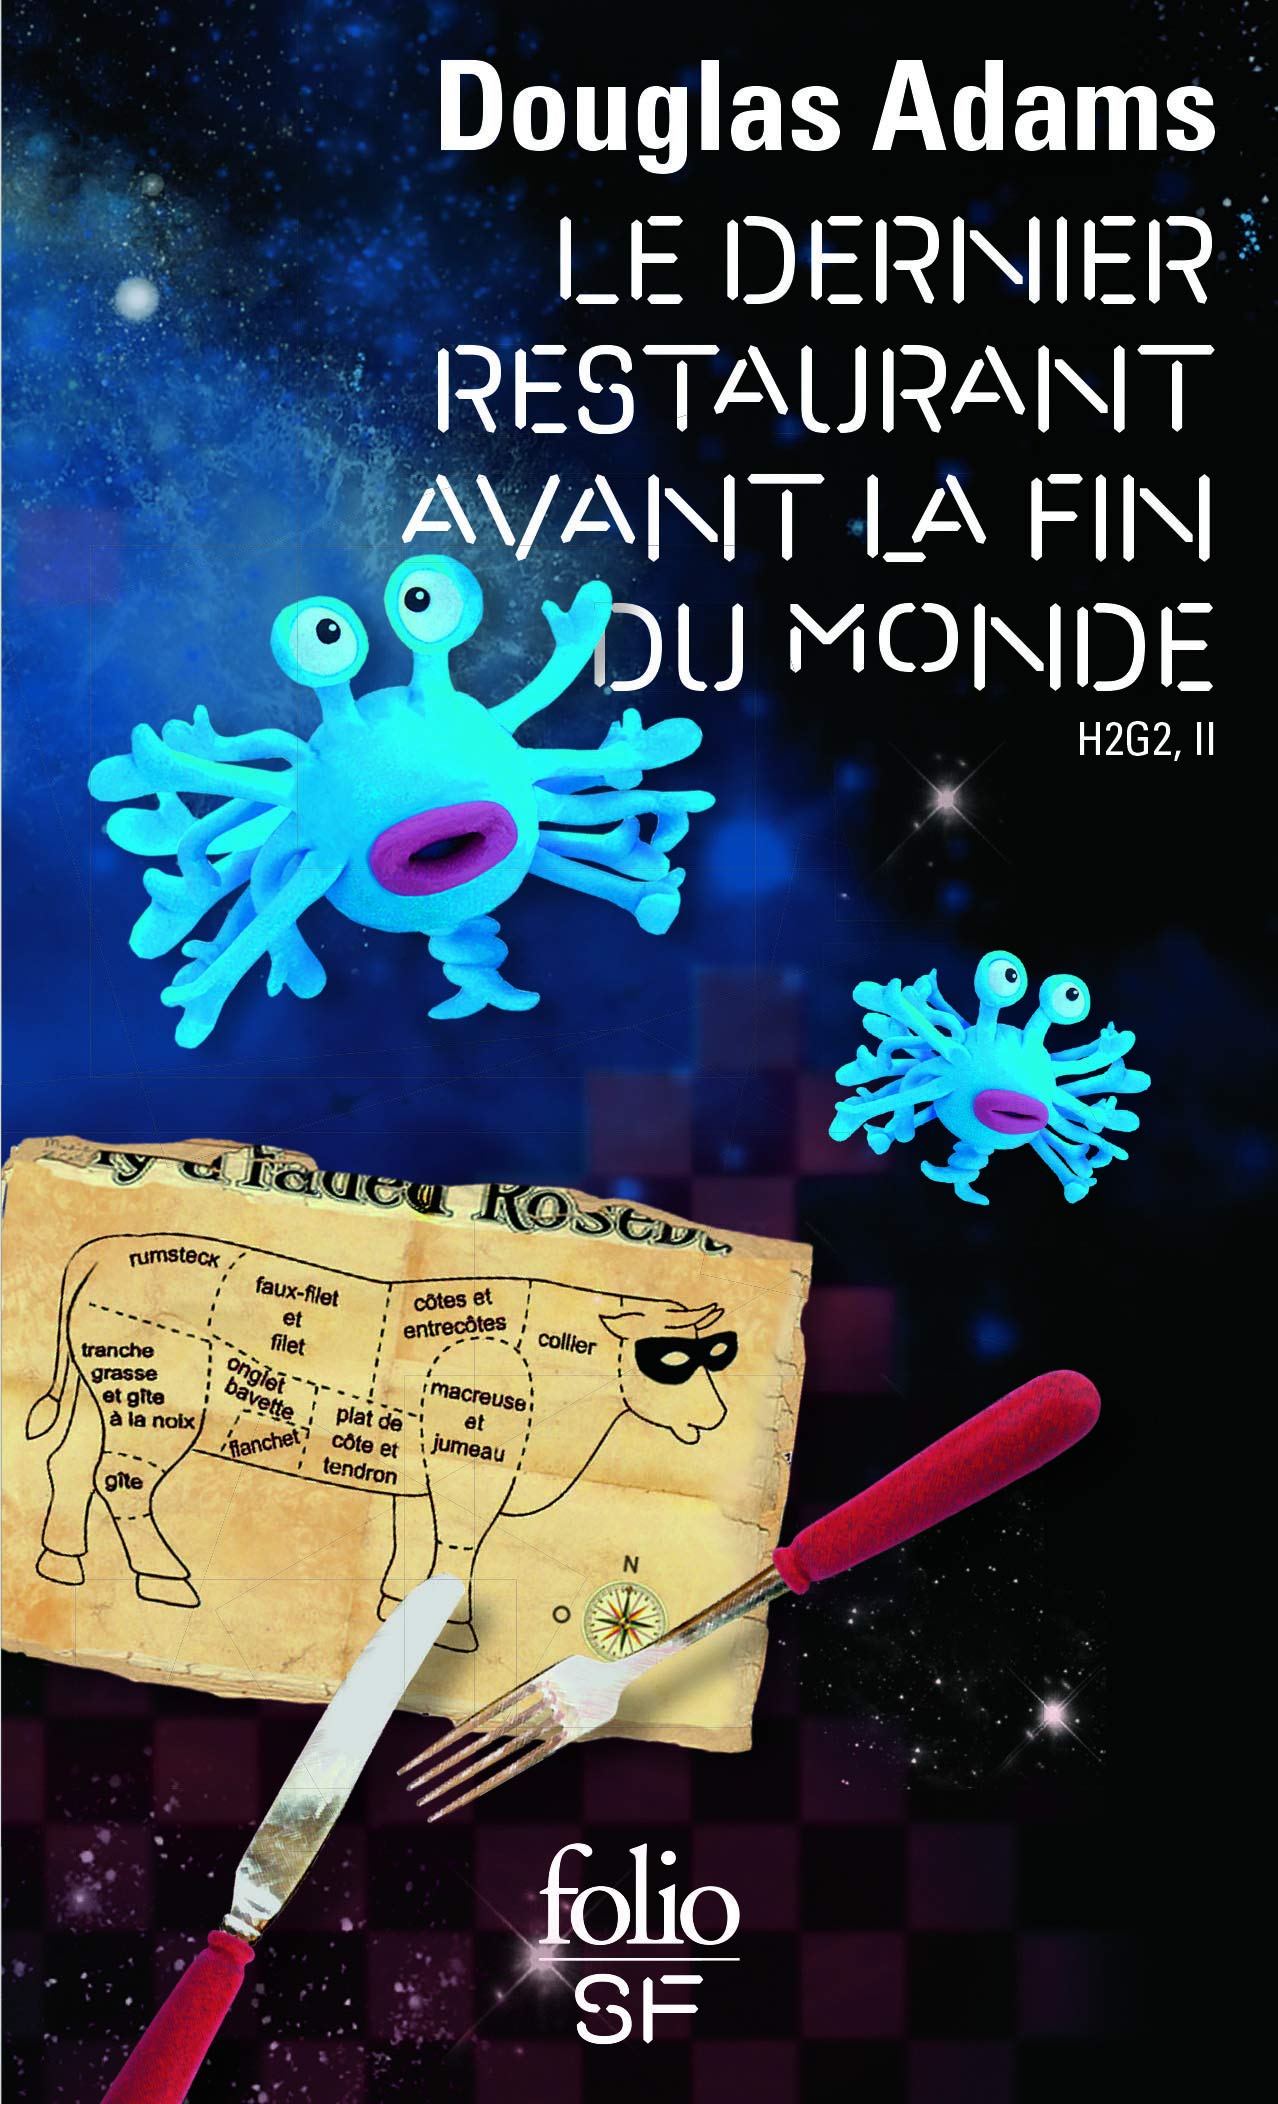 Douglas Adams
LE DERNIER
RESTAURANT
AVANT LA FIN
DU MONDE
H2G2, II
a faded
rumsteck
faux-filet
et
filet
côtes et
entrecôtes
collier
tranche
grasse
et gîte
à la noix
onglet
bavette
flanchet
plat de
côte et
tendron
macreuse
et
jumeau
gîte
N
O
folio
SF